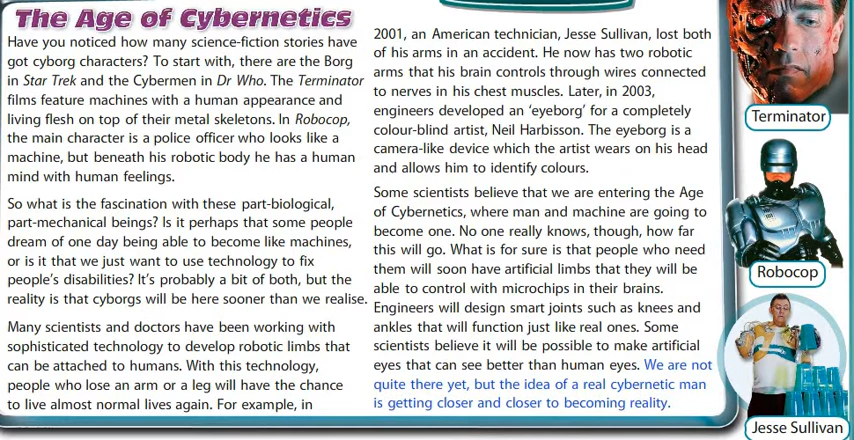 The Age of Cybernetics
Have you noticed how many science-fiction stories have
got cyborg characters? To start with, there are the Borg
in Star Trek and the Cybermen in Dr Who. The Terminator
films feature machines with a human appearance and
living flesh on top of their metal skeletons. In Robocop,
the main character is a police officer who looks like a
machine, but beneath his robotic body he has a human
mind with human feelings.
So what is the fascination with these part-biological,
part-mechanical beings? Is it perhaps that some people
dream of one day being able to become like machines,
or is it that we just want to use technology to fix
people's disabilities? It's probably a bit of both, but the
reality is that cyborgs will be here sooner than we realise.
Many scientists and doctors have been working with
sophisticated technology to develop robotic limbs that
can be attached to humans. With this technology,
people who lose an arm or a leg will have the chance
to live almost normal lives again. For example, in
2001, an American technician, Jesse Sullivan, lost both
of his arms in an accident. He now has two robotic
arms that his brain controls through wires connected
to nerves in his chest muscles. Later, in 2003,
engineers developed an 'eyeborg' for a completely
colour-blind artist, Neil Harbisson. The eyeborg is a
camera-like device which the artist wears on his head
and allows him to identify colours.
Some scientists believe that we are entering the Age
of Cybernetics, where man and machine are going to
become one. No one really knows, though, how far
this will go. What is for sure is that people who need
them will soon have artificial limbs that they will be
able to control with microchips in their brains.
Engineers will design smart joints such as knees and
ankles that will function just like real ones. Some
scientists believe it will be possible to make artificial
eyes that can see better than human eyes. We are not
quite there yet, but the idea of a real cybernetic man
is getting closer and closer to becoming reality.
Terminator
Robocop
Jesse Sullivan